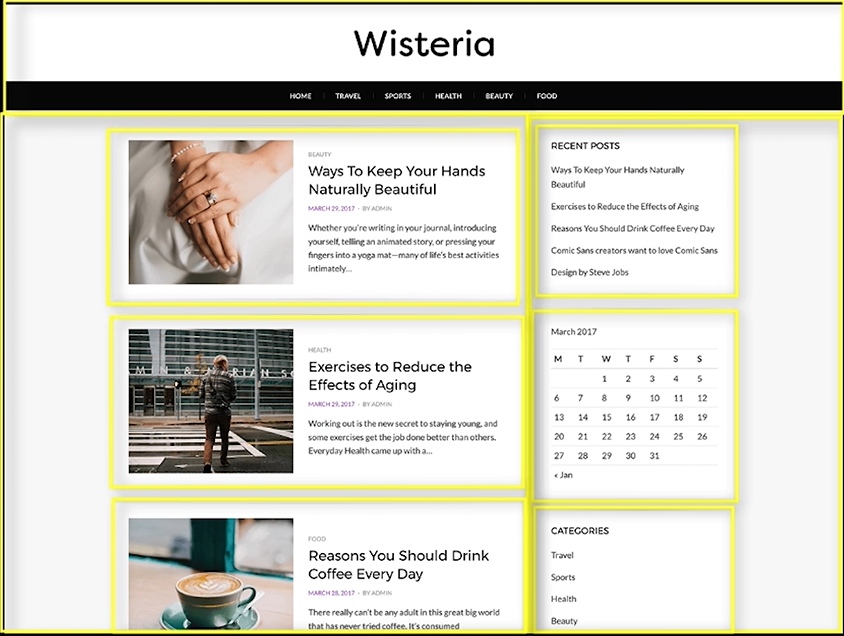 Wisteria
HOME TRAVEL SPORTS HEALTH BEAUTY FOOD
BEAUTY
Ways To Keep Your Hands
Naturally Beautiful
MARCH 29, 2017 - BY ADMIN
Whether you're writing in your journal, introducing
yourself, telling an animated story, or pressing your
fingers into a yoga mat—many of life's best activities
intimately...
HEALTH
Exercises to Reduce the
Effects of Aging
MARCH 29, 2017 - BY ADMIN
Working out is the new secret to staying young, and
some exercises get the job done better than others.
Everyday Health came up with a...
FOOD
Reasons You Should Drink
Coffee Every Day
MARCH 28, 2017 - BY ADMIN
There really can't be any adult in this great big world
that has never tried coffee. It's consumed
RECENT POSTS
Ways To Keep Your Hands Naturally
Beautiful
Exercises to Reduce the Effects of Aging
Reasons You Should Drink Coffee Every Day
Comic Sans creators want to love Comic Sans
Design by Steve Jobs
March 2017
M T W T F S S
1 2 3 4 5
6 7 8 9 10 11 12
13 14 15 16 17 18 19
20 21 22 23 24 25 26
27 28 29 30 31
« Jan
CATEGORIES
Travel
Sports
Health
Beauty